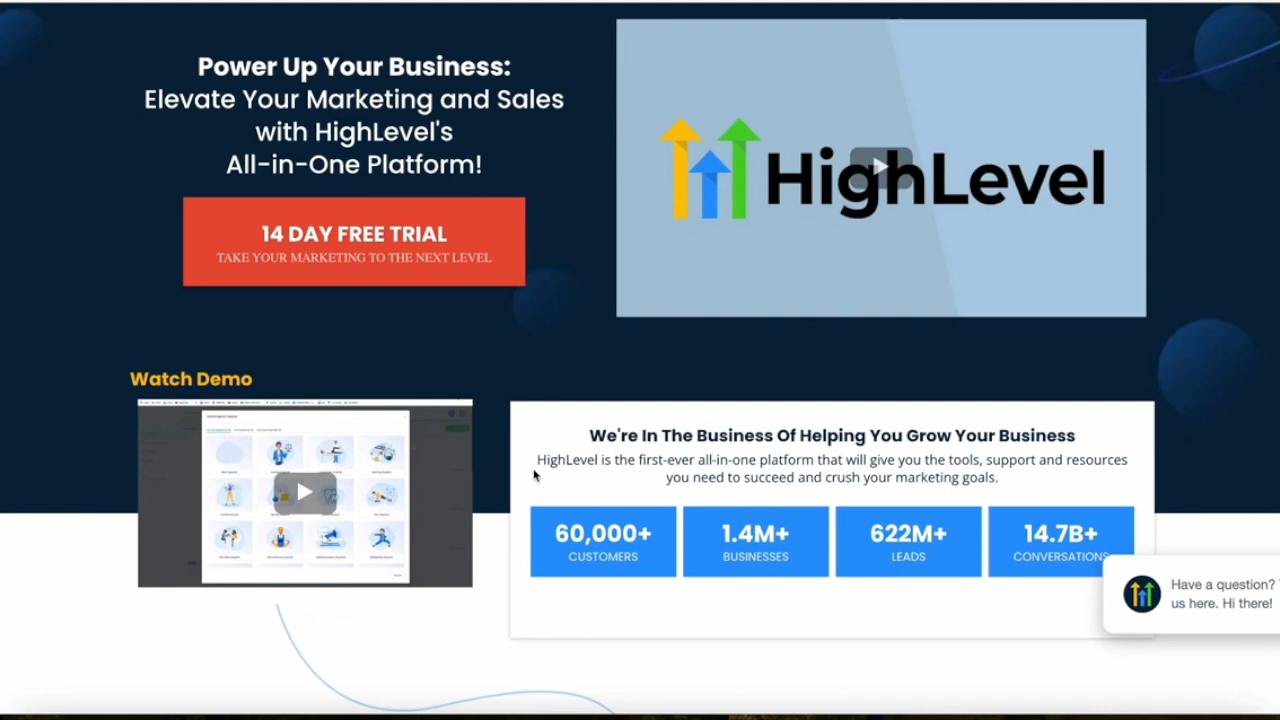 Power Up Your Business:
Elevate Your Marketing and Sales
with HighLevel's
All-in-One Platform!
14 DAY FREE TRIAL
TAKE YOUR MARKETING TO THE NEXT LEVEL
HighLevel
Watch Demo
We're In The Business Of Helping You Grow Your Business
HighLevel is the first-ever all-in-one platform that will give you the tools, support and resources
you need to succeed and crush your marketing goals.
60,000+
CUSTOMERS
1.4M+
BUSINESSES
622M+
LEADS
14.7B+
CONVERSATIONS
Have a question?
us here. Hi there!